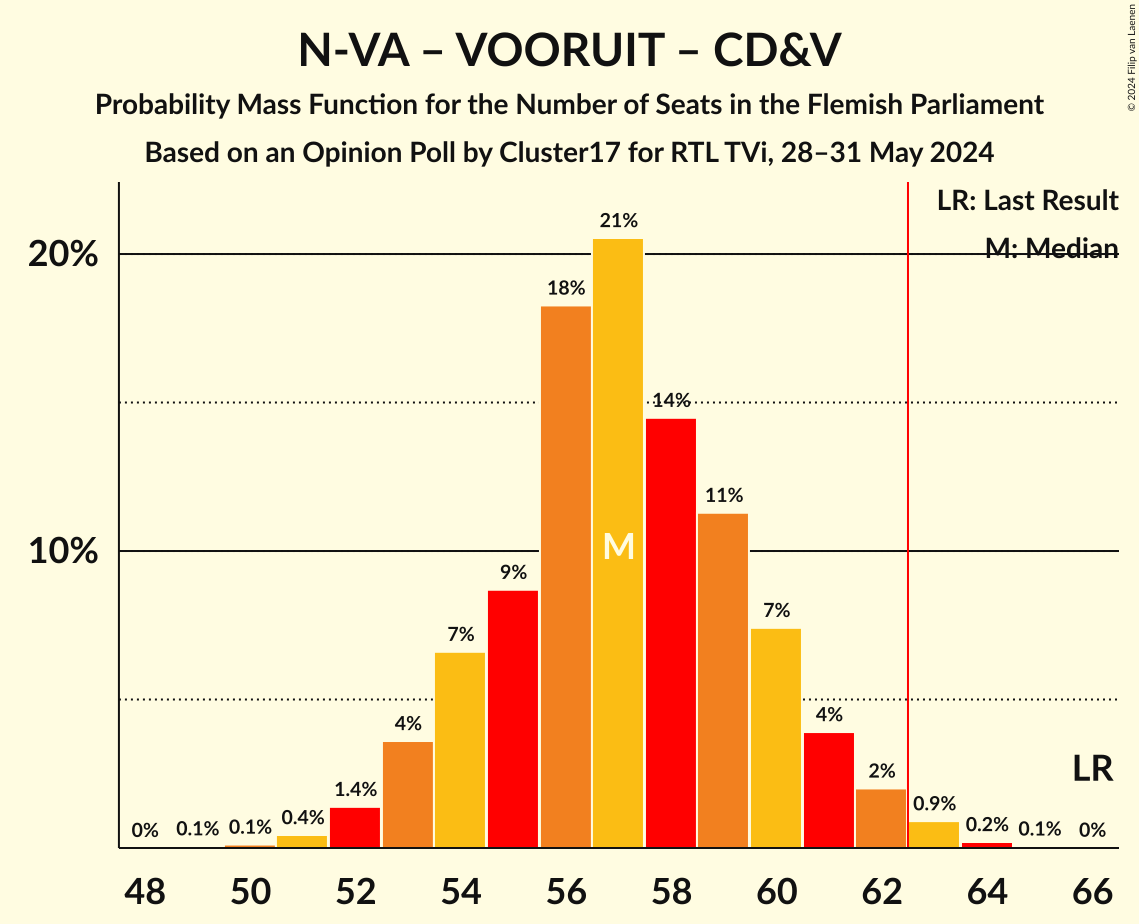 N-VA – VOORUIT – CD&V
Probability Mass Function for the Number of Seats in the Flemish Parliament
Based on an Opinion Poll by Cluster17 for RTL TVi, 28–31 May 2024
© 2024 Filip van Laenen
LR: Last Result
M: Median
20%
10%
0%
0.1%
0.1%
0.4%
1.4%
4%
7%
9%
18%
21%
14%
11%
7%
4%
2%
0.9%
0.2%
0.1%
0%
M
LR
48 50 52 54 56 58 60 62 64 66